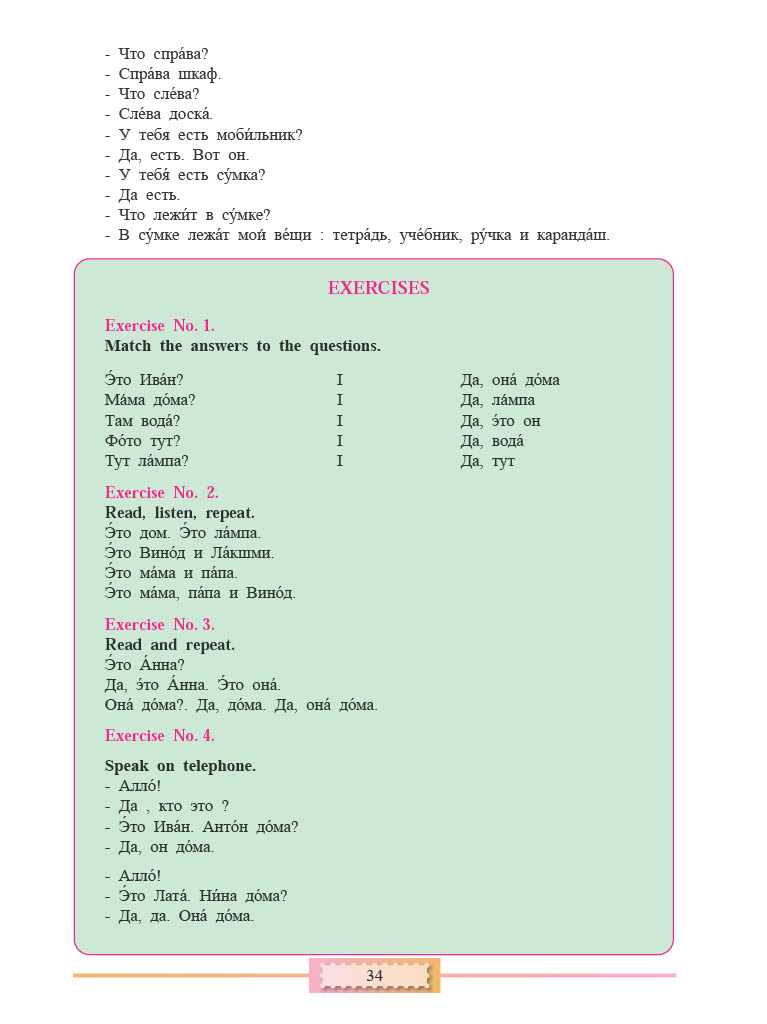 - Что спра́ва?
- Спра́ва шкаф.
- Что сле́ва?
- Сле́ва доска́.
- У тебя есть моби́льник?
- Да, есть. Вот он.
- У тебя́ есть су́мка?
- Да есть.
- Что лежи́т в су́мке?
- В су́мке лежа́т мои́ ве́щи : тетра́дь, уче́бник, ру́чка и каранда́ш.
EXERCISES
Exercise No. 1.
Match the answers to the questions.
Э́то Ива́н? I Да, она́ до́ма
Ма́ма до́ма? I Да, ла́мпа
Там вода́? I Да, э́то он
Фо́то тут? I Да, вода́
Тут ла́мпа? I Да, тут
Exercise No. 2.
Read, listen, repeat.
Э́то дом. Э́то ла́мпа.
Э́то Вино́д и Ла́кшми.
Э́то ма́ма и па́па.
Э́то ма́ма, па́па и Вино́д.
Exercise No. 3.
Read and repeat.
Э́то А́нна?
Да, э́то А́нна. Э́то она́.
Она́ до́ма?. Да, до́ма. Да, она́ до́ма.
Exercise No. 4.
Speak on telephone.
- Алло́!
- Да , кто это ?
- Э́то Ива́н. Анто́н до́ма?
- Да, он до́ма.
- Алло́!
- Э́то Лата́. Ни́на до́ма?
- Да, да. Она́ до́ма.
34